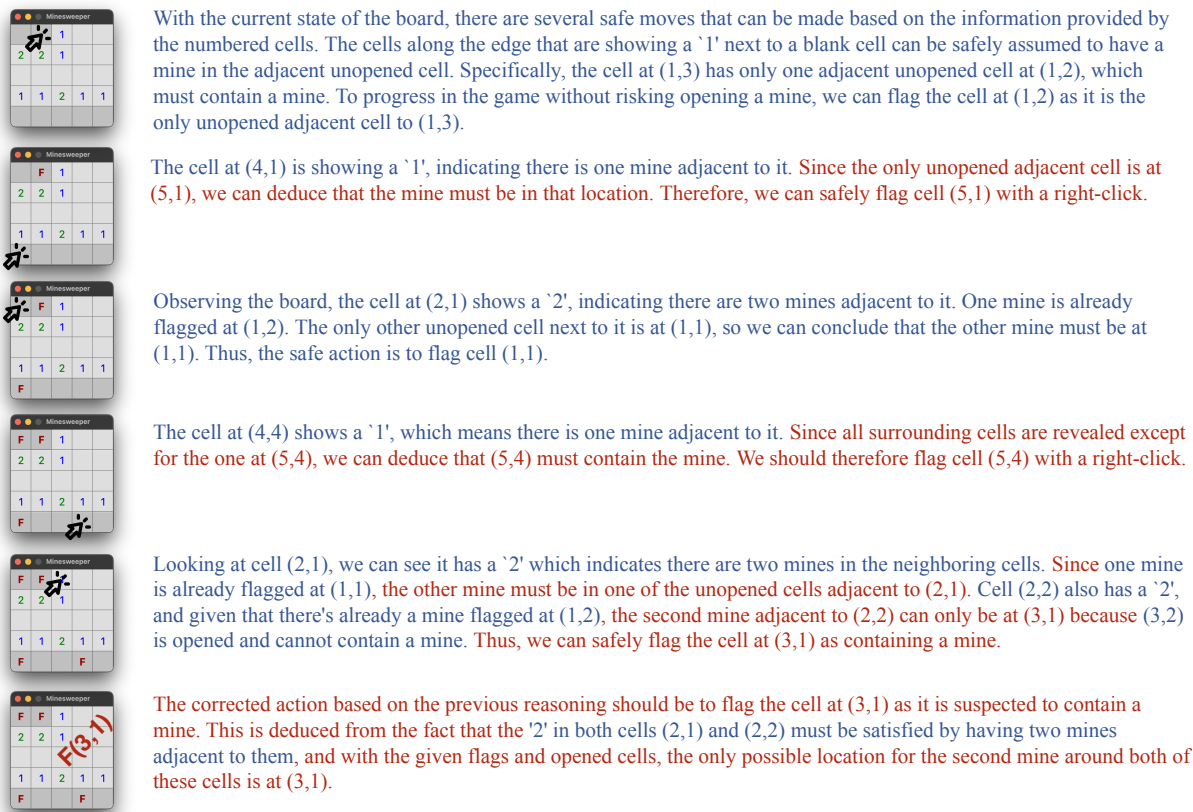 Minesweeper
1
2 2 1
1 1 2 1 1
With the current state of the board, there are several safe moves that can be made based on the information provided by
the numbered cells. The cells along the edge that are showing a `1' next to a blank cell can be safely assumed to have a
mine in the adjacent unopened cell. Specifically, the cell at (1,3) has only one adjacent unopened cell at (1,2), which
must contain a mine. To progress in the game without risking opening a mine, we can flag the cell at (1,2) as it is the
only unopened adjacent cell to (1,3).
Minesweeper
F 1
2 2 1
1 1 2 1 1
The cell at (4,1) is showing a `1', indicating there is one mine adjacent to it. Since the only unopened adjacent cell is at
(5,1), we can deduce that the mine must be in that location. Therefore, we can safely flag cell (5,1) with a right-click.
Minesweeper
F 1
2 2 1
1 1 2 1 1
F
Observing the board, the cell at (2,1) shows a `2', indicating there are two mines adjacent to it. One mine is already
flagged at (1,2). The only other unopened cell next to it is at (1,1), so we can conclude that the other mine must be at
(1,1). Thus, the safe action is to flag cell (1,1).
Minesweeper
F F 1
2 2 1
1 1 2 1 1
F
The cell at (4,4) shows a `1', which means there is one mine adjacent to it. Since all surrounding cells are revealed except
for the one at (5,4), we can deduce that (5,4) must contain the mine. We should therefore flag cell (5,4) with a right-click.
Minesweeper
F F 1
2 2 1
1 1 2 1 1
F F
Looking at cell (2,1), we can see it has a `2' which indicates there are two mines in the neighboring cells. Since one mine
is already flagged at (1,1), the other mine must be in one of the unopened cells adjacent to (2,1). Cell (2,2) also has a `2',
and given that there's already a mine flagged at (1,2), the second mine adjacent to (2,2) can only be at (3,1) because (3,2)
is opened and cannot contain a mine. Thus, we can safely flag the cell at (3,1) as containing a mine.
Minesweeper
F F 1
2 2 1
F(3,1)
1 1 2 1 1
F F
The corrected action based on the previous reasoning should be to flag the cell at (3,1) as it is suspected to contain a
mine. This is deduced from the fact that the '2' in both cells (2,1) and (2,2) must be satisfied by having two mines
adjacent to them, and with the given flags and opened cells, the only possible location for the second mine around both of
these cells is at (3,1).